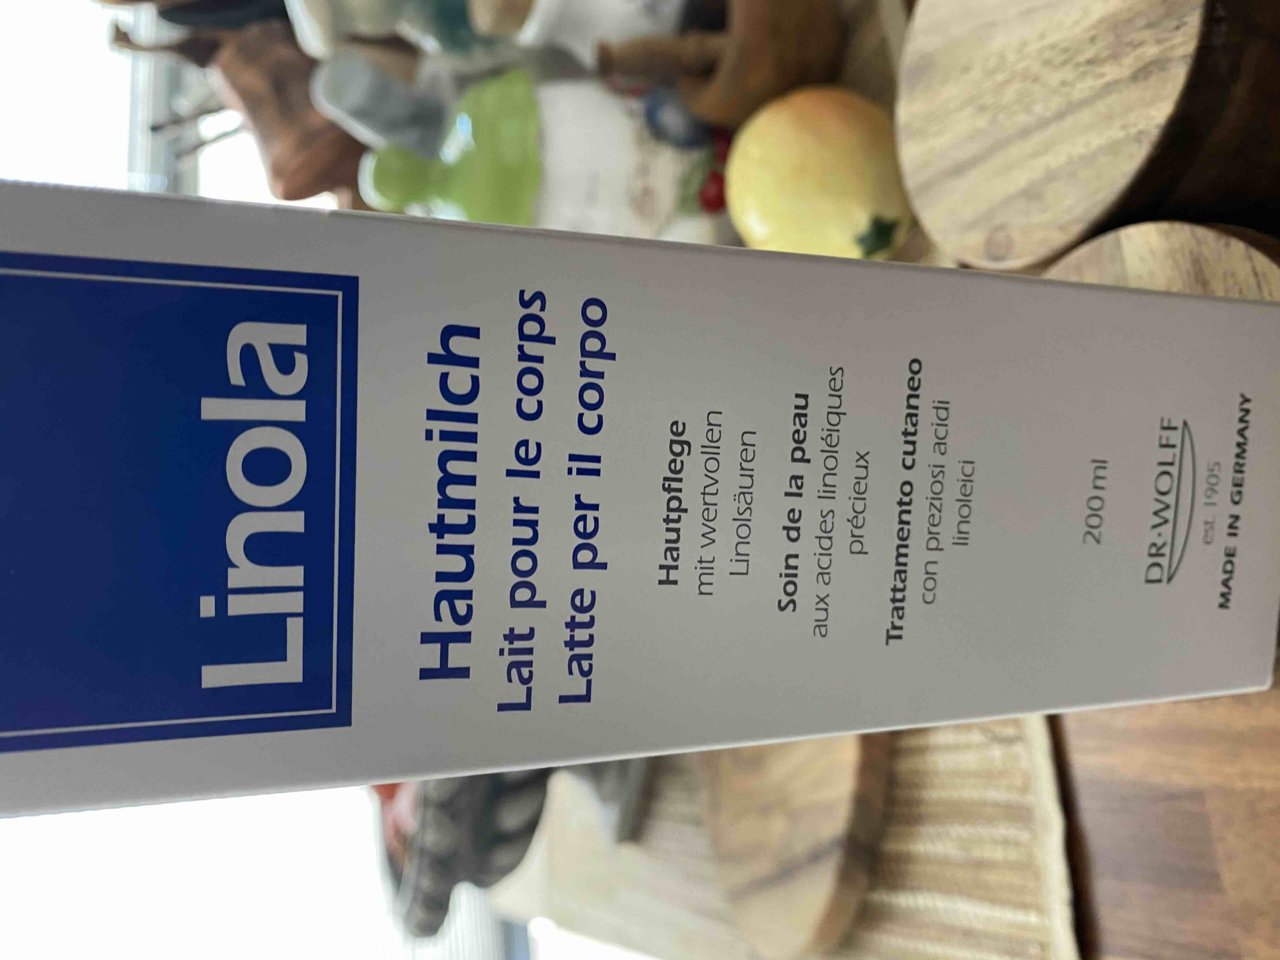 Linola
Hautmilch
Lait pour le corps
Latte per il corpo
Hautpflege
mit wertvollen
Linolsäuren
Soin de la peau
aux acides linoléiques
précieux
Trattamento cutaneo
con preziosi acidi
linoleici
200 ml
DR·WOLFF
est. 1905
MADE IN GERMANY